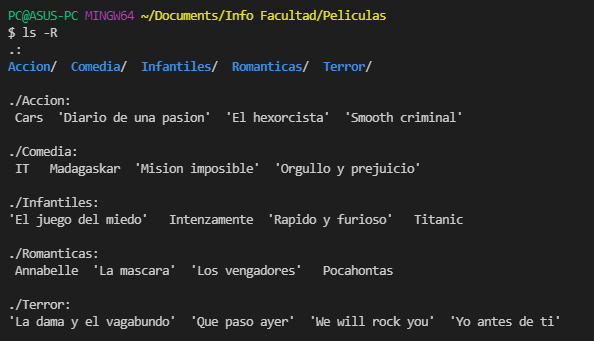 PC@ASUS-PC MINGW64 ~/Documents/Info Facultad/Peliculas
$ ls -R
.:
Accion/  Comedia/  Infantiles/  Romanticas/  Terror/

./Accion:
 Cars  'Diario de una pasion'  'El hexorcista'  'Smooth criminal'

./Comedia:
 IT   Madagaskar  'Mision imposible'  'Orgullo y prejuicio'

./Infantiles:
'El juego del miedo'   Intenzamente  'Rapido y furioso'   Titanic

./Romanticas:
 Annabelle  'La mascara'  'Los vengadores'   Pocahontas

./Terror:
'La dama y el vagabundo'  'Que paso ayer'  'We will rock you'  'Yo antes de ti'